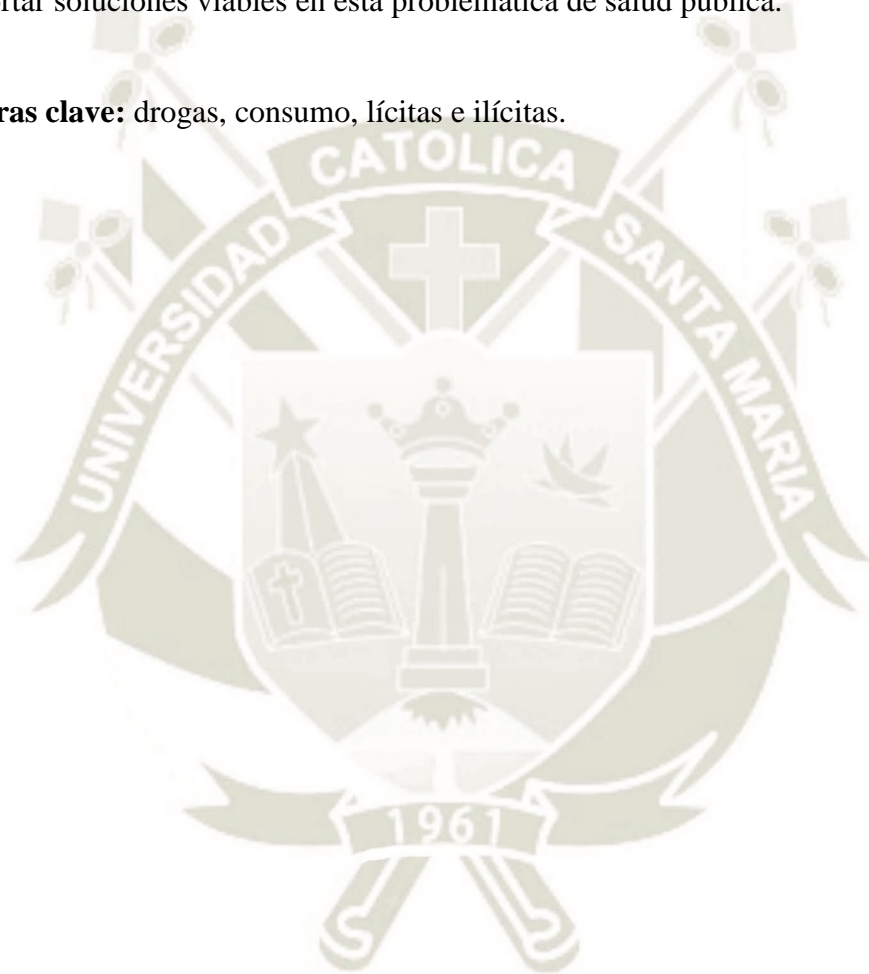 rtar soluciones viables en esta problemática de salud pública.
ras clave: drogas, consumo, lícitas e ilícitas.
UNIVERSIDAD CATOLICA SANTA MARIA
1961